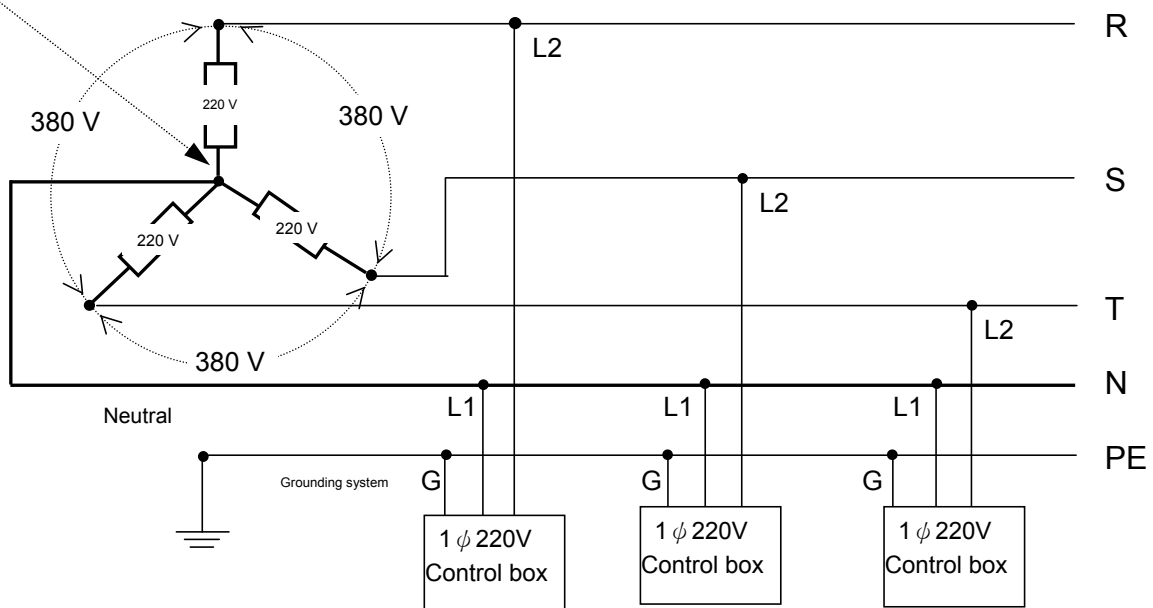 R
L2
220 V
380 V
380 V
S
L2
220 V
220 V
T
L2
380 V
N
Neutral
L1
L1
L1
PE
Grounding system
G
G
G
1 ϕ 220V
Control box
1 ϕ 220V
Control box
1 ϕ 220V
Control box